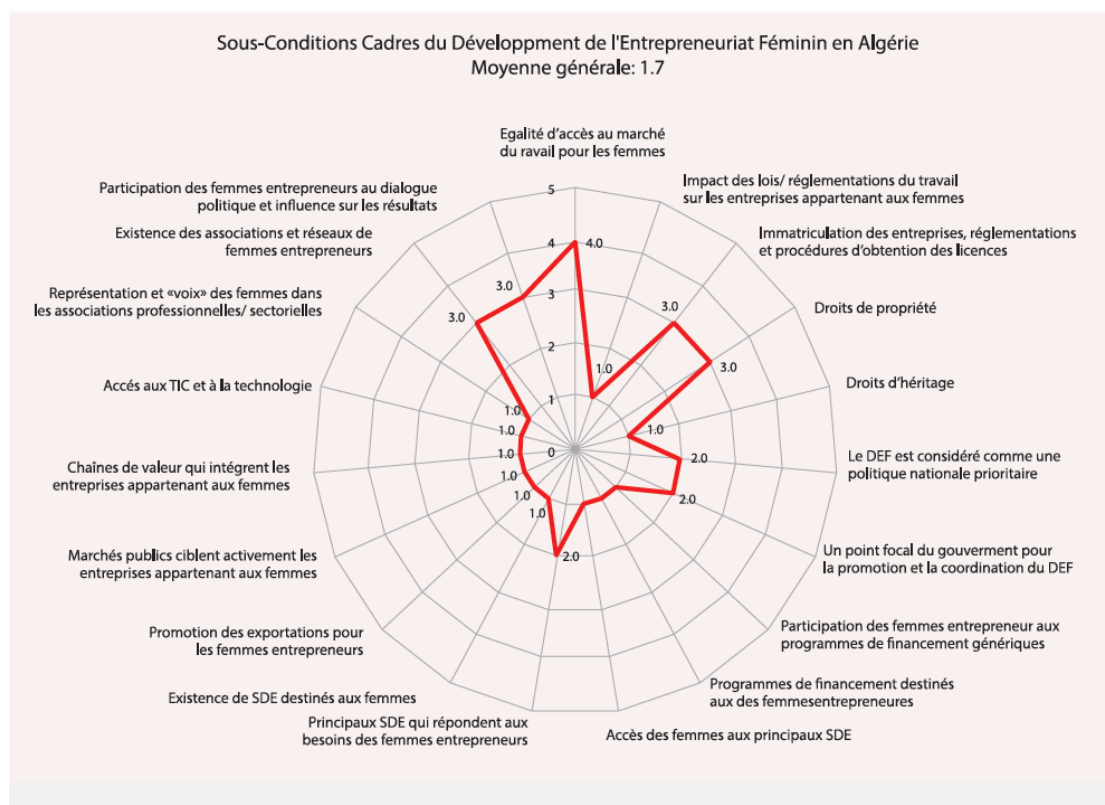 Sous-Conditions Cadres du Développment de l'Entrepreneuriat Féminin en Algérie
Moyenne générale: 1.7
Egalité d'accès au marché
du ravail pour les femmes
Impact des lois/ réglementations du travail
sur les entreprises appartenant aux femmes
Immatriculation des entreprises, réglementations
et procédures d'obtention des licences
Droits de propriété
Droits d'héritage
Le DEF est considéré comme une
politique nationale prioritaire
Un point focal du gouverment pour
la promotion et la coordination du DEF
Participation des femmes entrepreneur aux
programmes de financement génériques
Programmes de financement destinés
aux des femmesentrepreneures
Accès des femmes aux principaux SDE
Principaux SDE qui répondent aux
besoins des femmes entrepreneurs
Existence de SDE destinés aux femmes
Promotion des exportations pour
les femmes entrepreneurs
Marchés publics ciblent activement les
entreprises appartenant aux femmes
Chaînes de valeur qui intégrent les
entreprises appartenant aux femmes
Accés aux TIC et à la technologie
Représentation et «voix» des femmes dans
les associations professionnelles/ sectorielles
Existence des associations et réseaux de
femmes entrepreneurs
Participation des femmes entrepreneurs au dialogue
politique et influence sur les résultats
5
4
3
2
1
0
4.0
1.0
3.0
3.0
1.0
2.0
2.0
2.0
1.0
1.0
1.0
1.0
1.0
1.0
3.0
3.0